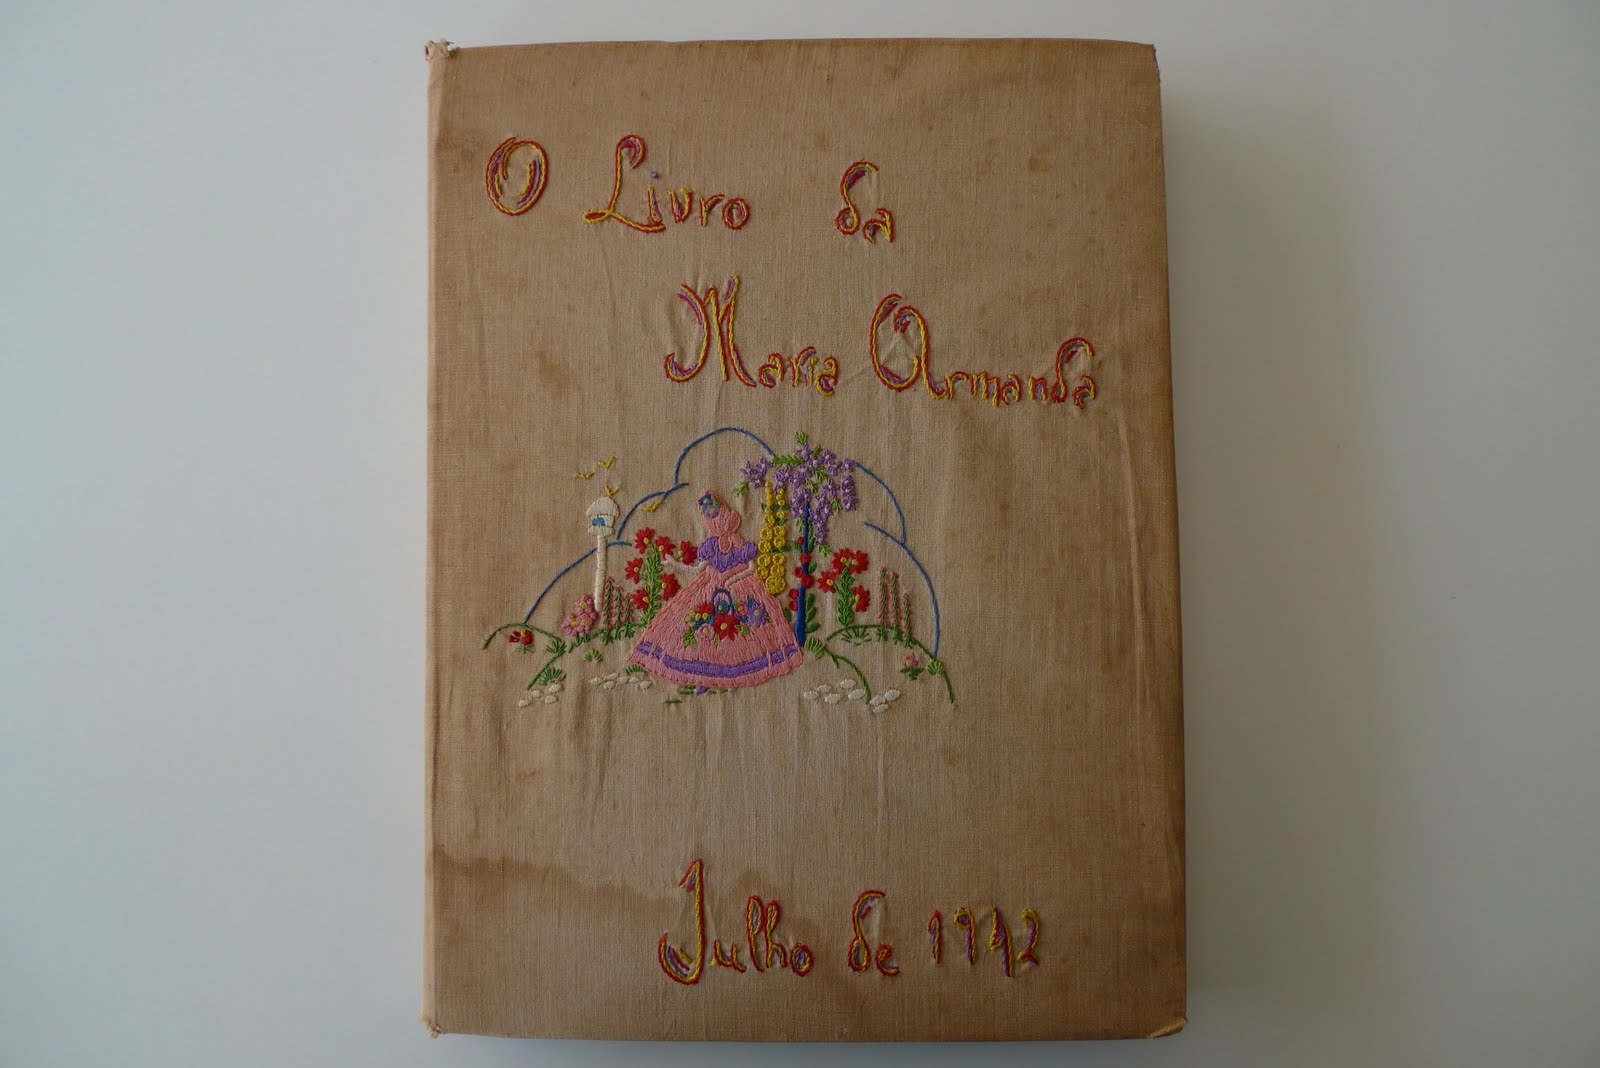 O Livro da
Maria Armanda
Julho de 1942